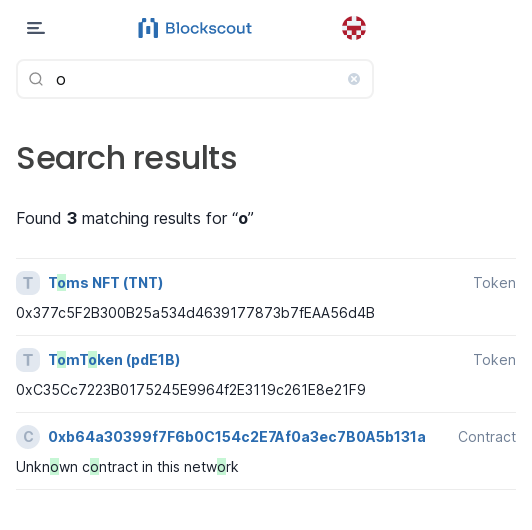 Blockscout
o
Search results
Found 3 matching results for “o”
T Toms NFT (TNT) Token
0x377c5F2B300B25a534d4639177873b7fEAA56d4B
T TomToken (pdE1B) Token
0xC35Cc7223B0175245E9964f2E3119c261E8e21F9
C 0xb64a30399f7F6b0C154c2E7Af0a3ec7B0A5b131a Contract
Unknown contract in this network